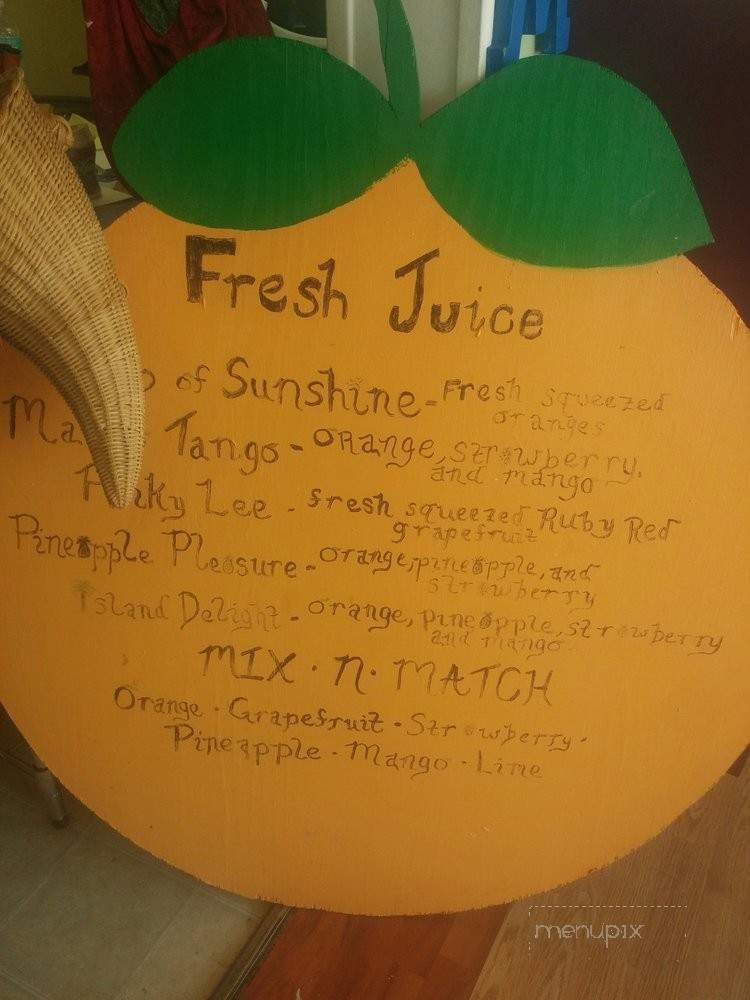 Fresh Juice
of Sunshine - Fresh squeezed
oranges
Tango - orange, strawberry,
and mango
Pinky Lee - fresh squeezed Ruby Red
grapefruit
Pineapple Pleasure - orange, pineapple, and
strawberry
Island Delight - orange, pineapple, strawberry
and mango
MIX · N · MATCH
Orange · Grapefruit · Strawberry ·
Pineapple · Mango · Lime
menupix